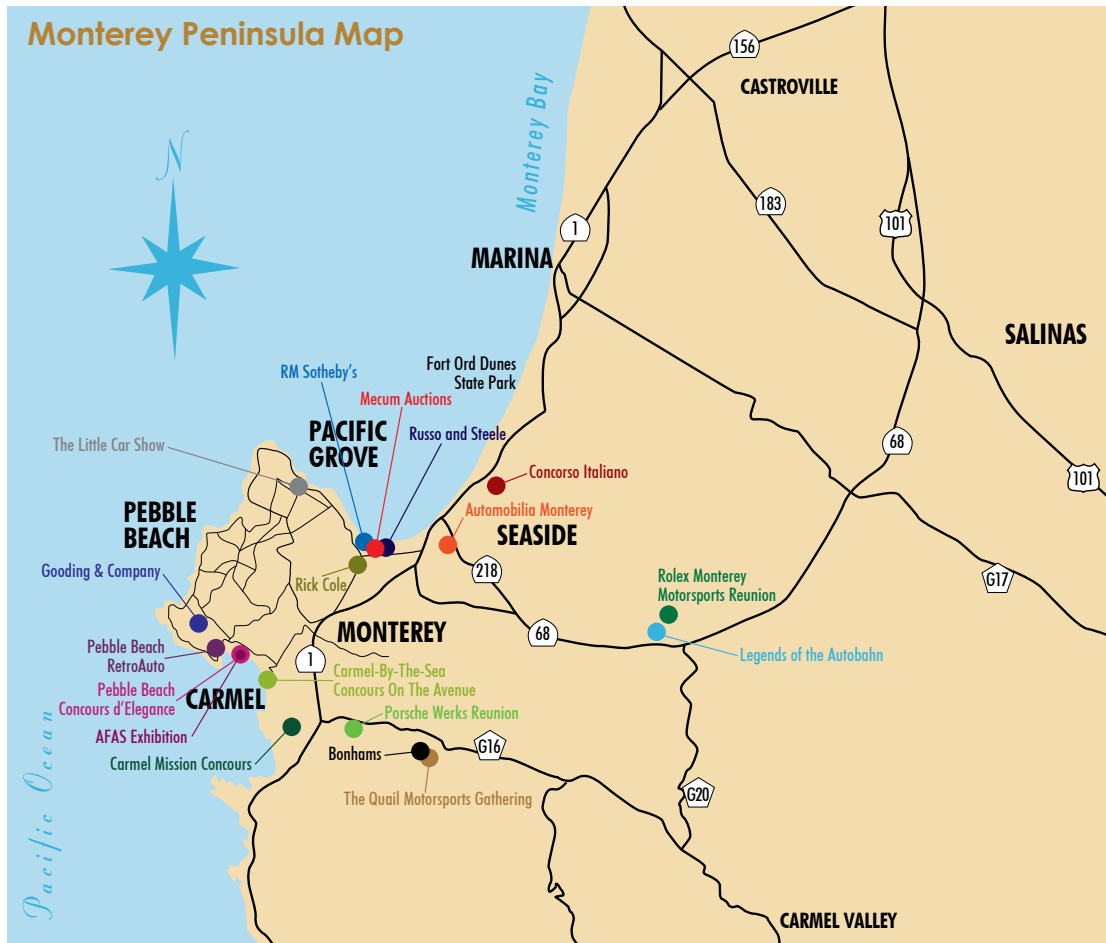 Monterey Peninsula Map
N
Monterey Bay
156
CASTROVILLE
183
101
1
MARINA
SALINAS
Fort Ord Dunes
State Park
RM Sotheby's
Mecum Auctions
PACIFIC
GROVE
Russo and Steele
The Little Car Show
68
101
Concorso Italiano
PEBBLE
BEACH
Automobilia Monterey
SEASIDE
Gooding & Company
Rick Cole
218
G17
Rolex Monterey
Motorsports Reunion
MONTEREY
68
Legends of the Autobahn
Pebble Beach
RetroAuto
1
Carmel-By-The-Sea
Concours On The Avenue
Pebble Beach
Concours d'Elegance
CARMEL
Porsche Werks Reunion
AFAS Exhibition
Carmel Mission Concours
Bonhams
G16
The Quail Motorsports Gathering
G20
Pacific Ocean
CARMEL VALLEY